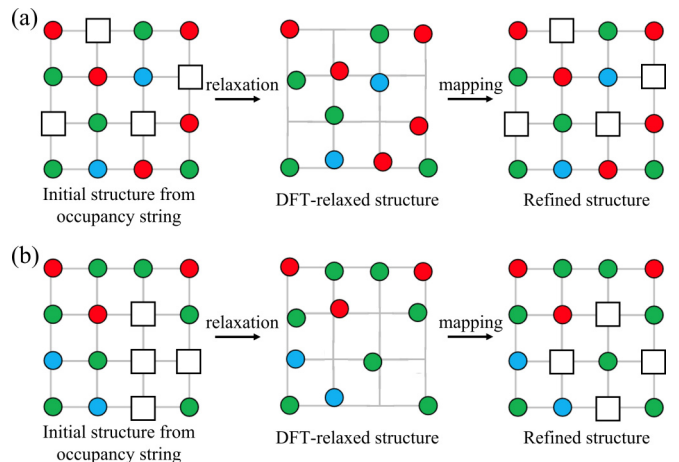 (a)
relaxation
mapping
Initial structure from
occupancy string
DFT-relaxed structure
Refined structure
(b)
relaxation
mapping
Initial structure from
occupancy string
DFT-relaxed structure
Refined structure